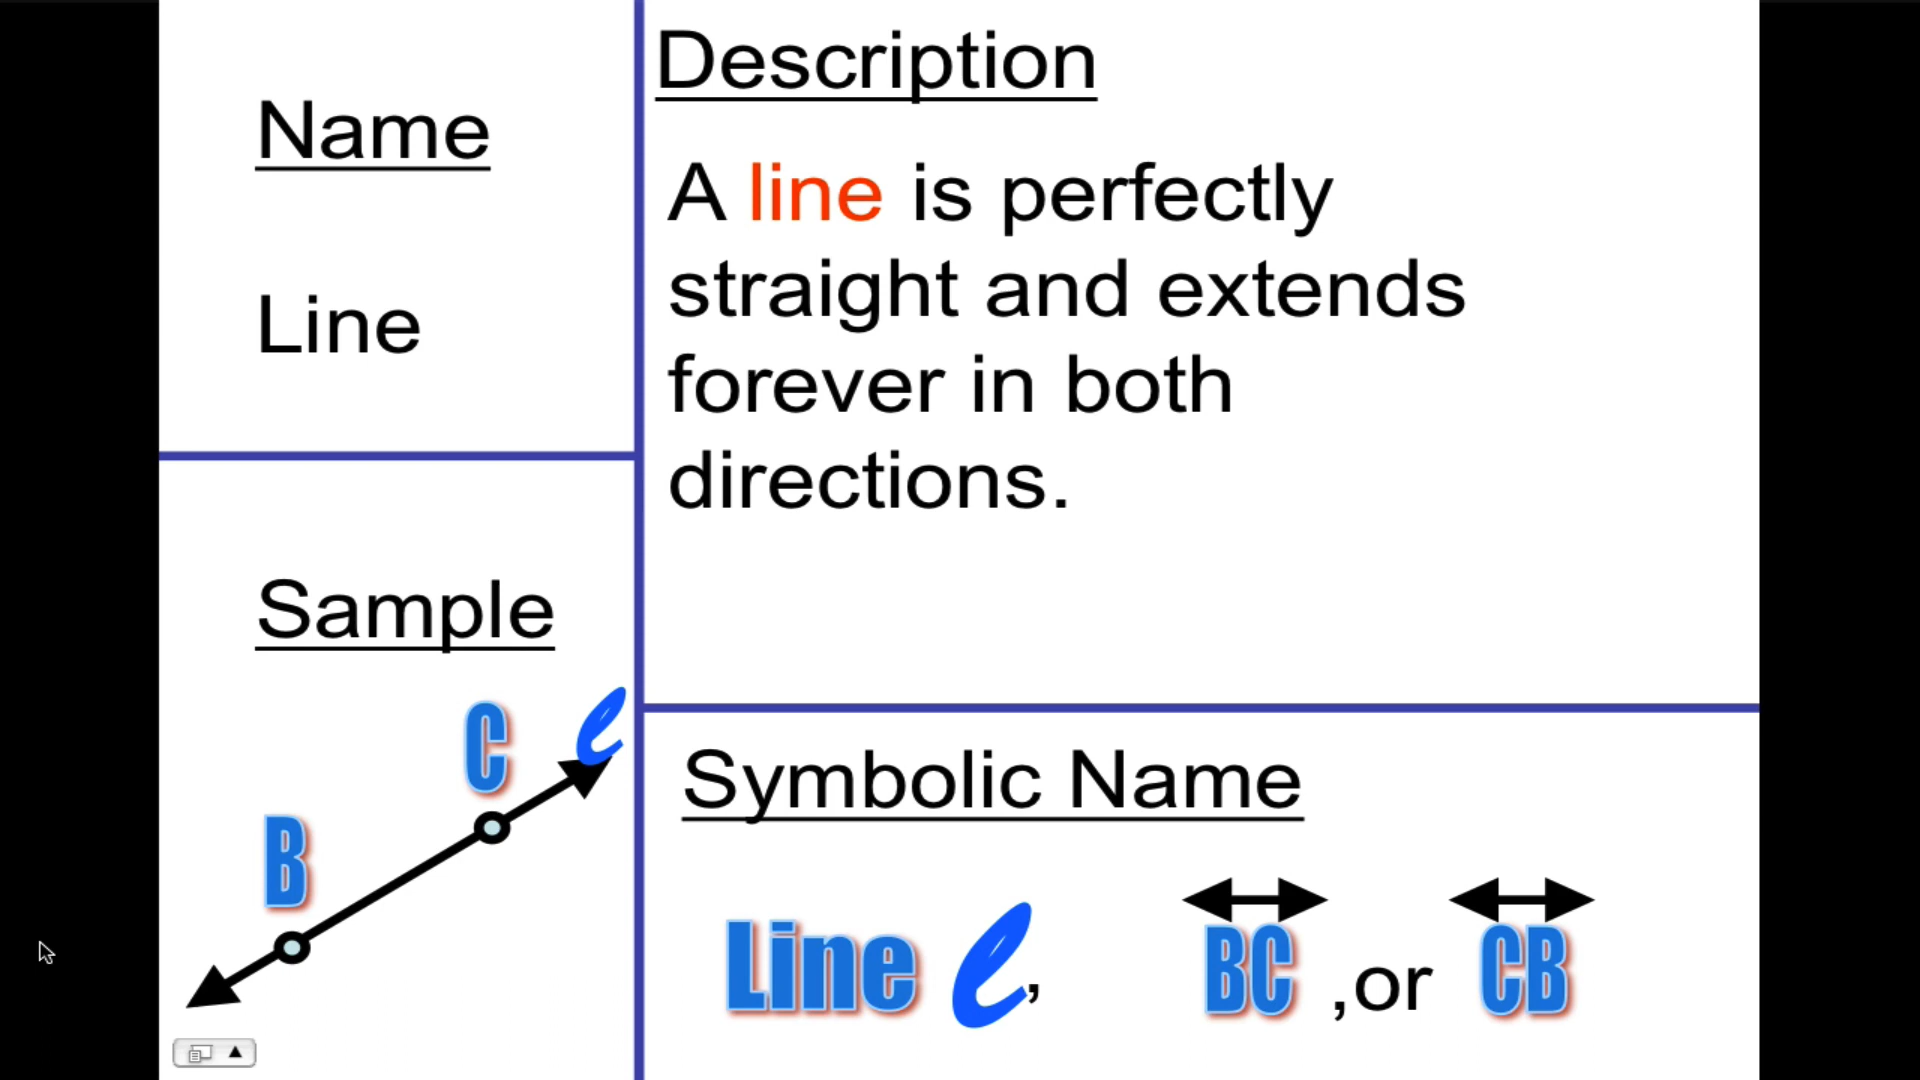 Name
Line
Description
A line is perfectly
straight and extends
forever in both
directions.
Sample
B
C
ℓ
Symbolic Name
Line ℓ, BC ,or CB